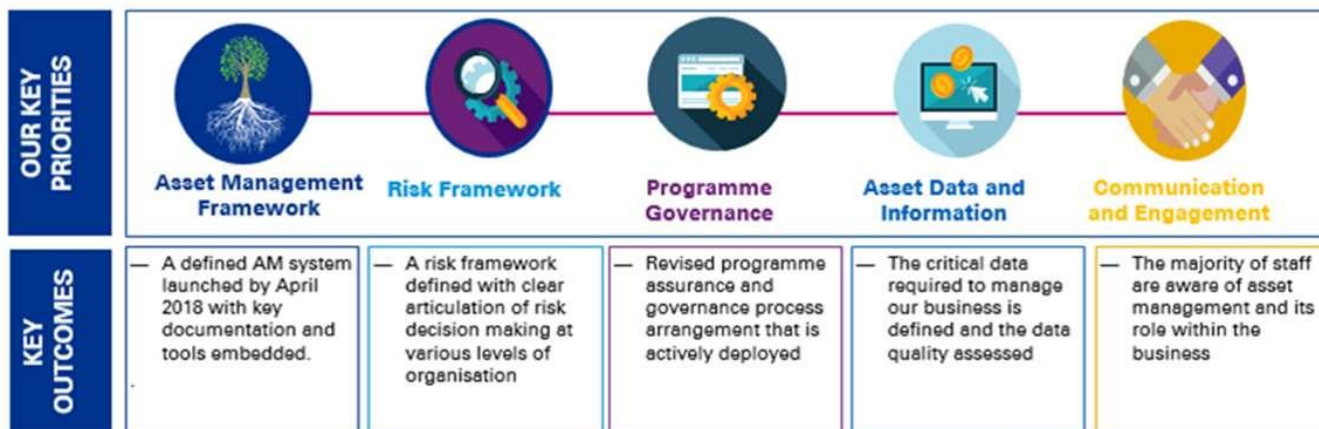 OUR KEY
PRIORITIES
Asset Management
Framework
Risk Framework
Programme
Governance
Asset Data and
Information
Communication
and Engagement
KEY
OUTCOMES
— A defined AM system
launched by April
2018 with key
documentation and
tools embedded.
.
— A risk framework
defined with clear
articulation of risk
decision making at
various levels of
organisation
— Revised programme
assurance and
governance process
arrangement that is
actively deployed
— The critical data
required to manage
our business is
defined and the data
quality assessed
— The majority of staff
are aware of asset
management and its
role within the
business